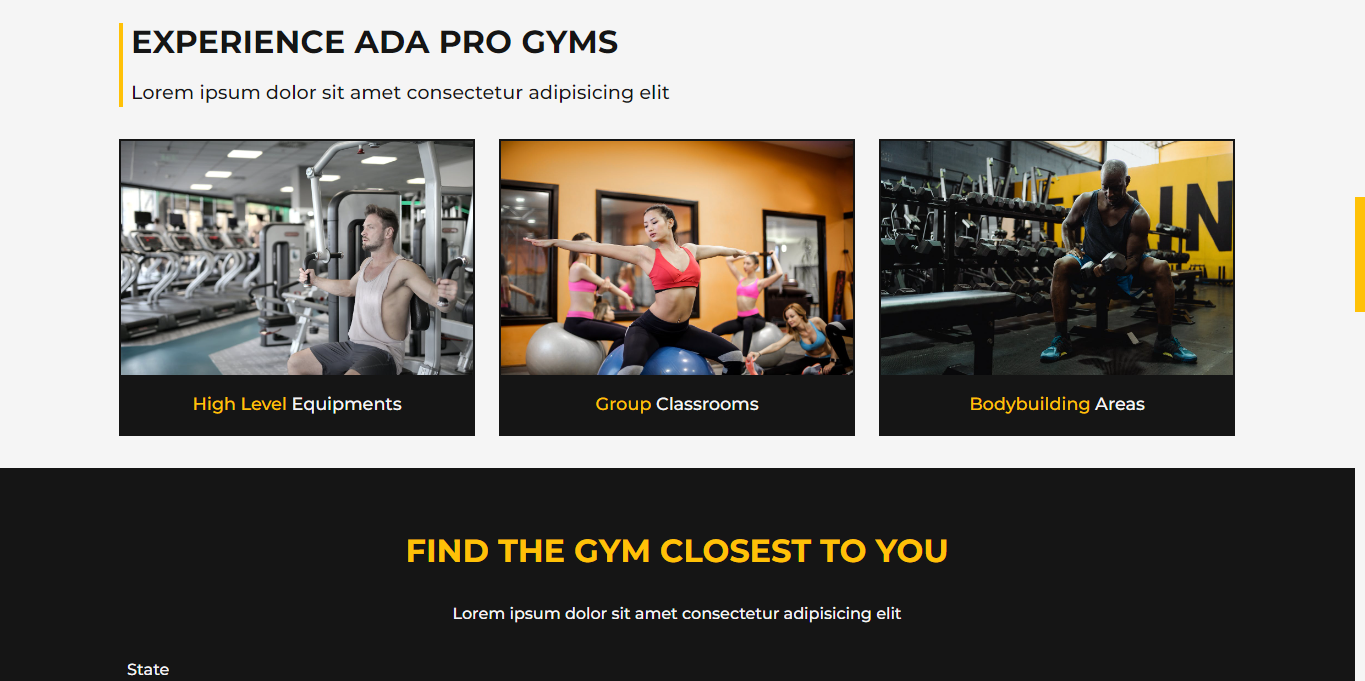 EXPERIENCE ADA PRO GYMS
Lorem ipsum dolor sit amet consectetur adipisicing elit
High Level Equipments
Group Classrooms
Bodybuilding Areas
FIND THE GYM CLOSEST TO YOU
Lorem ipsum dolor sit amet consectetur adipisicing elit
State